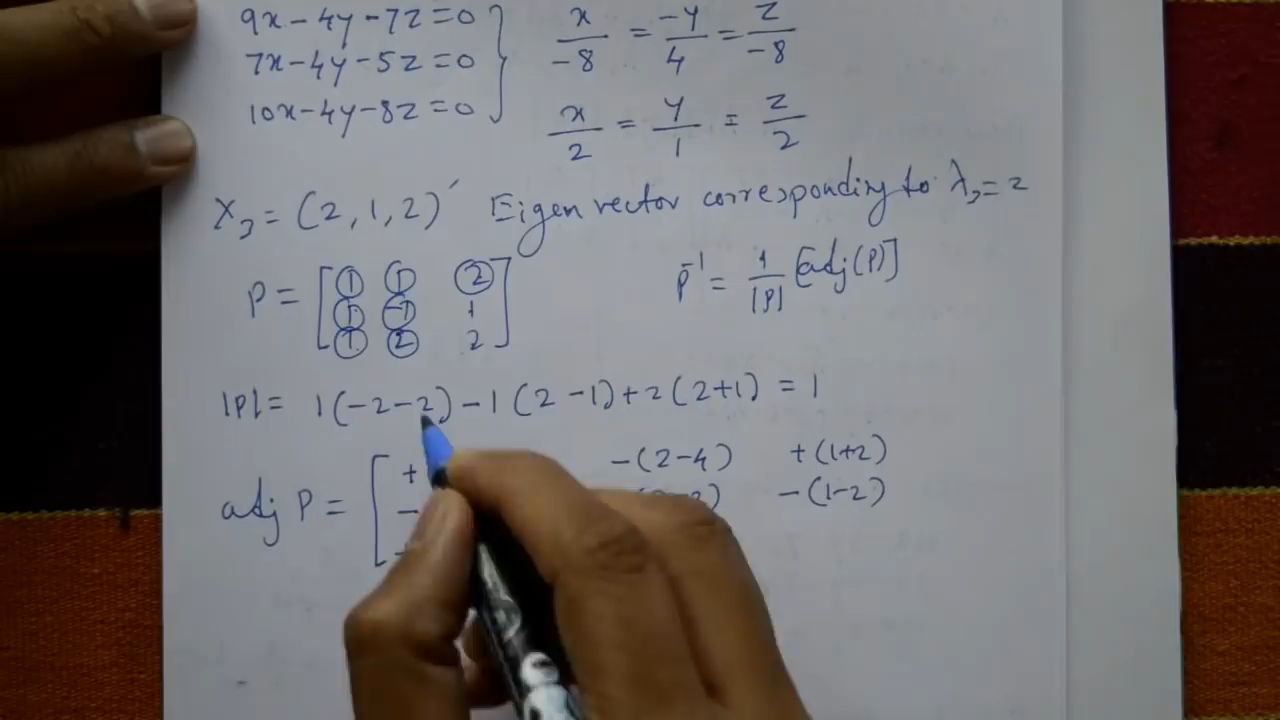 9x-4y-7z=0
7x-4y-5z=0
10x-4y-8z=0
x/-8 = -y/4 = z/-8
x/2 = y/1 = z/2
X3 = (2,1,2)′ Eigen vector corresponding to λ3=2
P = [1 1 2
1 -1 1
1 2 2]
P⁻¹ = 1/|P| [adj(P)]
|P| = 1(-2-2)-1(2-1)+2(2+1) = 1
adj P = [+ -(2-4) +(1+2)
- -(1-2)